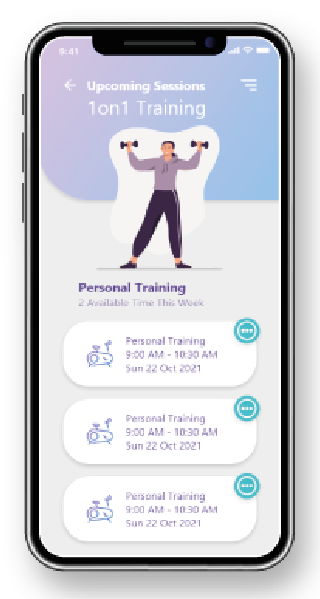 9:41
Upcoming Sessions
1on1 Training
Personal Training
2 Available Time This Week
Personal Training
9:00 AM - 10:30 AM
Sun 22 Oct 2021
Personal Training
9:00 AM - 10:30 AM
Sun 22 Oct 2021
Personal Training
9:00 AM - 10:30 AM
Sun 22 Oct 2021